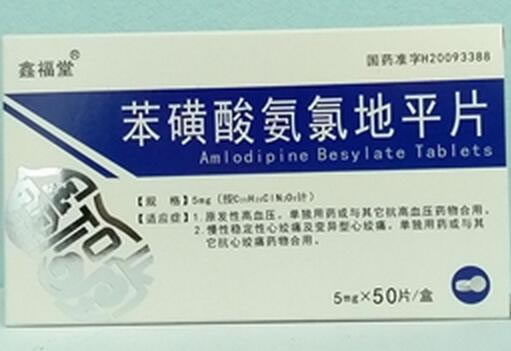 鑫福堂®
国药准字H20093388
苯磺酸氨氯地平片
Amlodipine Besylate Tablets
【规 格】5mg(按C₂₀H₂₅ClN₂O₅计)
【适应症】1.原发性高血压。单独用药或与其它抗高血压药物合用。
2.慢性稳定性心绞痛及变异型心绞痛。单独用药或与其它抗心绞痛药物合用。
5mg×50片/盒